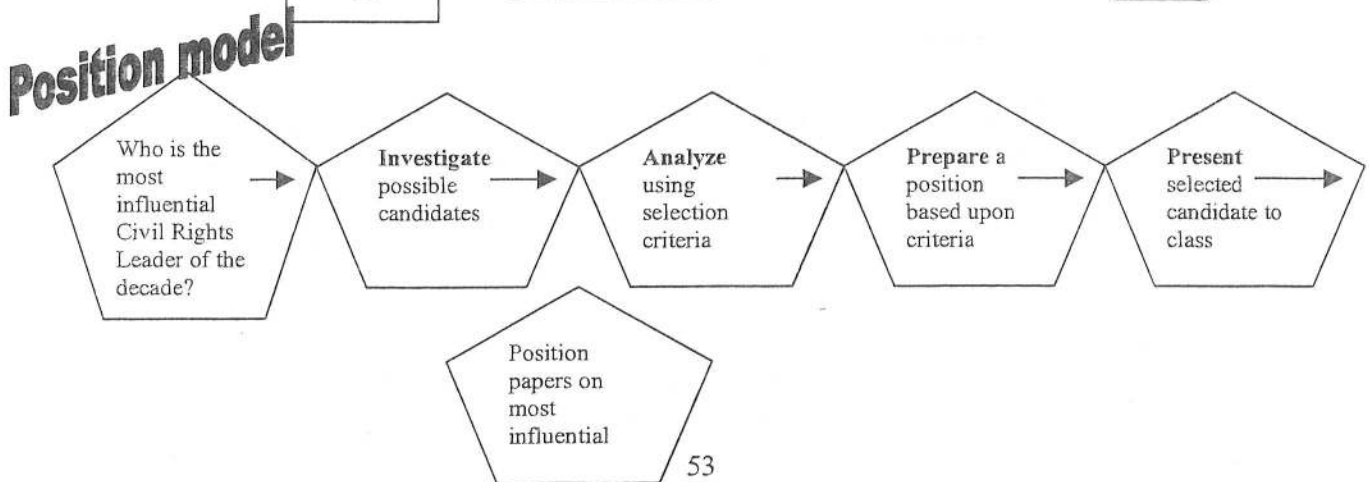 Position model
Who is the
most
influential
Civil Rights
Leader of the
decade?
Investigate
possible
candidates
Analyze
using
selection
criteria
Prepare a
position
based upon
criteria
Present
selected
candidate to
class
Position
papers on
most
influential
53